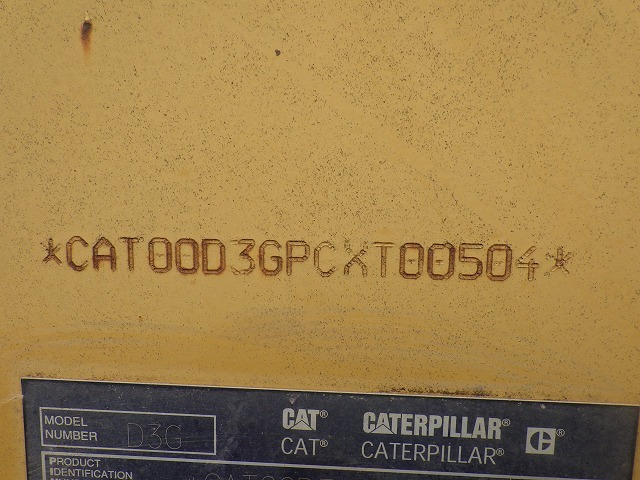 *CAT00D3GPCXT00504*
MODEL NUMBER D3G
CAT® CATERPILLAR® C®
CAT® CATERPILLAR®
PRODUCT
IDENTIFICATION